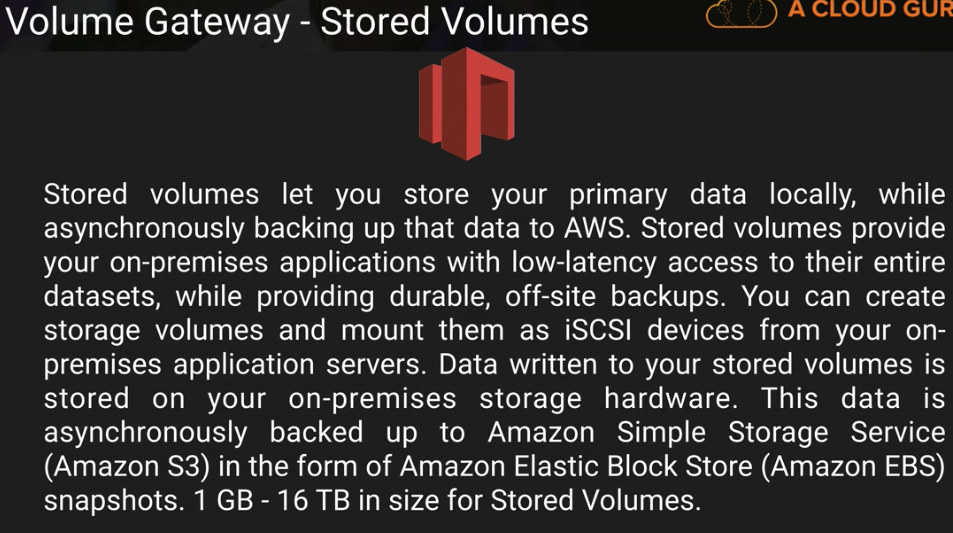 Volume Gateway - Stored Volumes
A CLOUD GUR
Stored volumes let you store your primary data locally, while
asynchronously backing up that data to AWS. Stored volumes provide
your on-premises applications with low-latency access to their entire
datasets, while providing durable, off-site backups. You can create
storage volumes and mount them as iSCSI devices from your on-
premises application servers. Data written to your stored volumes is
stored on your on-premises storage hardware. This data is
asynchronously backed up to Amazon Simple Storage Service
(Amazon S3) in the form of Amazon Elastic Block Store (Amazon EBS)
snapshots. 1 GB - 16 TB in size for Stored Volumes.